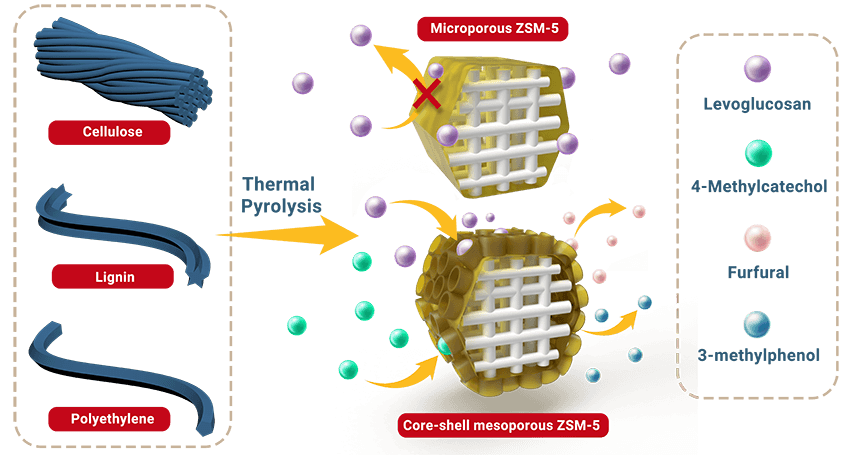 Cellulose
Lignin
Polyethylene
Thermal
Pyrolysis
Microporous ZSM-5
Core-shell mesoporous ZSM-5
Levoglucosan
4-Methylcatechol
Furfural
3-methylphenol